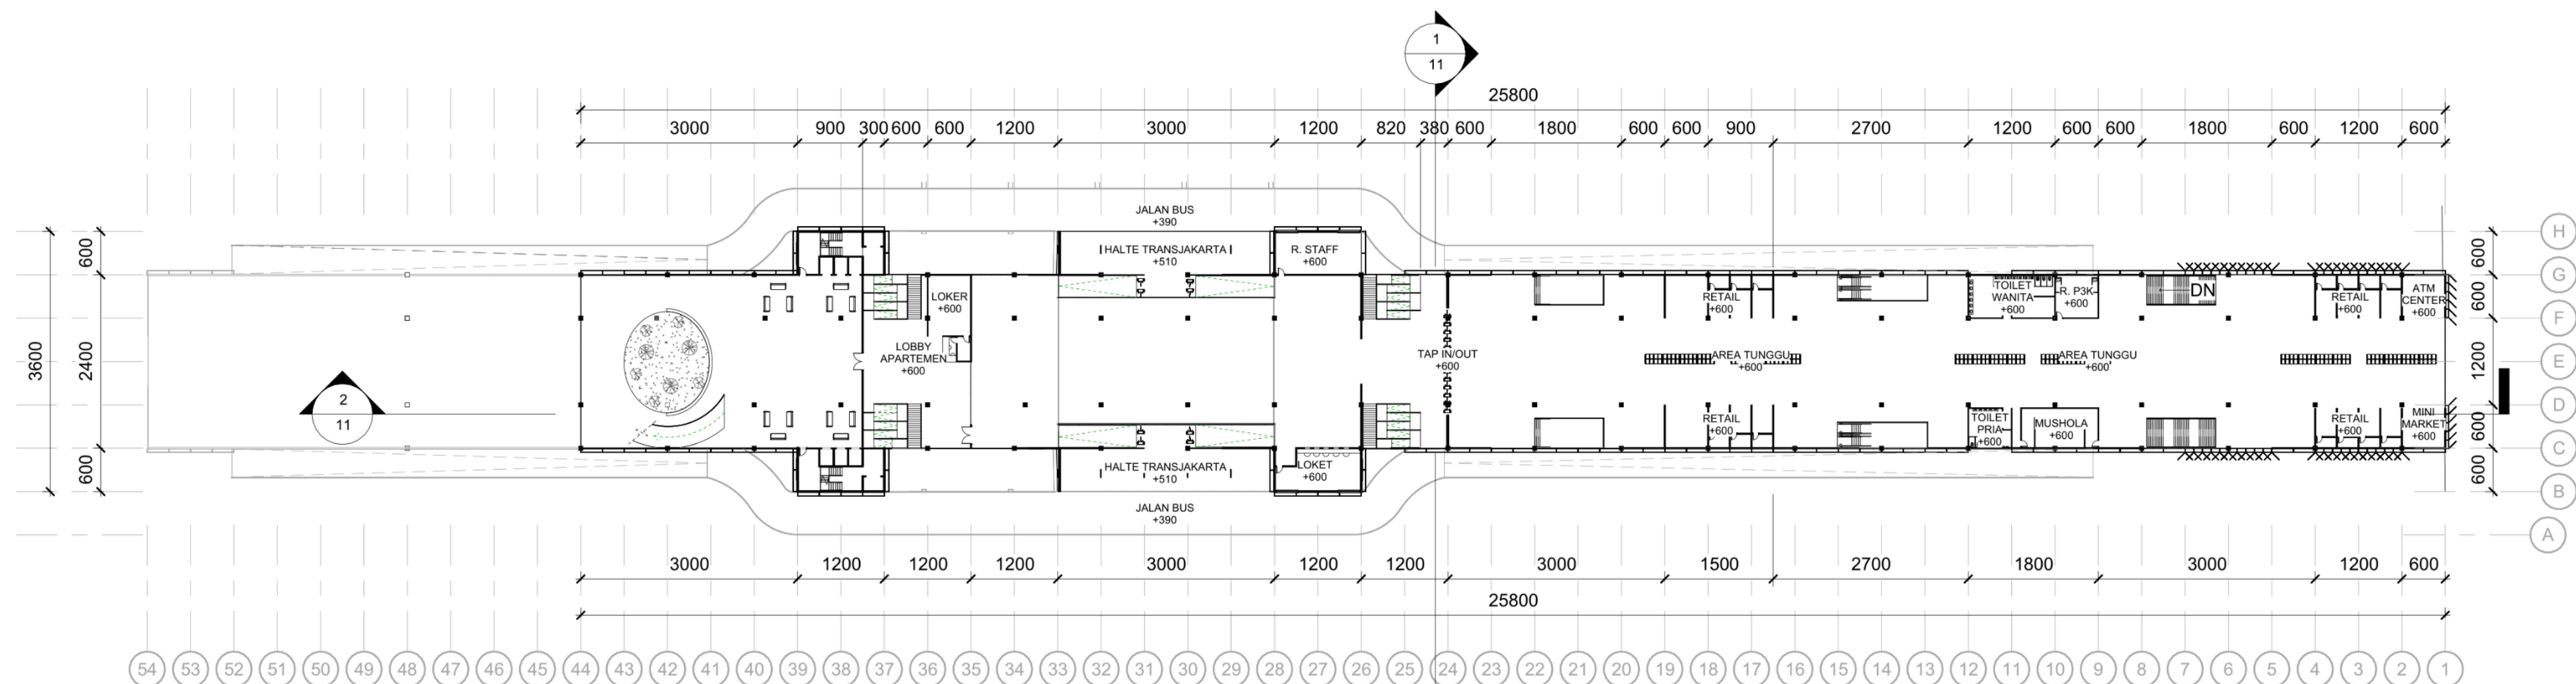 1
11
25800
3000 900 300 600 600 1200 3000 1200 820 380 600 1800 600 600 900 2700 1200 600 600 1800 600 1200 600
JALAN BUS
+390
HALTE TRANSJAKARTA
+510
R. STAFF
+600
LOKER
+600
LOBBY
APARTEMEN
+600
TAP IN/OUT
+600
RETAIL
+600
AREA TUNGGU
+600
TOILET
WANITA
+600
R. P3K
+600
DN
AREA TUNGGU
+600
RETAIL
+600
ATM
CENTER
+600
RETAIL
+600
TOILET
PRIA
+600
MUSHOLA
+600
RETAIL
+600
MINI
MARKET
+600
HALTE TRANSJAKARTA
+510
LOKET
+600
JALAN BUS
+390
2
11
3600
600
2400
600
600
600
1200
600
600
H
G
F
E
D
C
B
A
3000 1200 600 1200 3000 1200 1200 3000 1500 2700 1800 3000 1200 600
25800
54 53 52 51 50 49 48 47 46 45 44 43 42 41 40 39 38 37 36 35 34 33 32 31 30 29 28 27 26 25 24 23 22 21 20 19 18 17 16 15 14 13 12 11 10 9 8 7 6 5 4 3 2 1